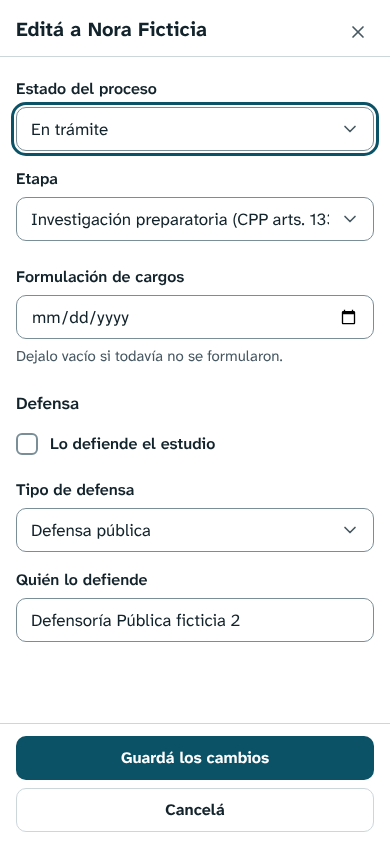 Editá a Nora Ficticia
Estado del proceso
En trámite
Etapa
Investigación preparatoria (CPP arts. 13
Formulación de cargos
mm/dd/yyyy
Dejalo vacío si todavía no se formularon.
Defensa
Lo defiende el estudio
Tipo de defensa
Defensa pública
Quién lo defiende
Defensoría Pública ficticia 2
Guardá los cambios
Cancelá